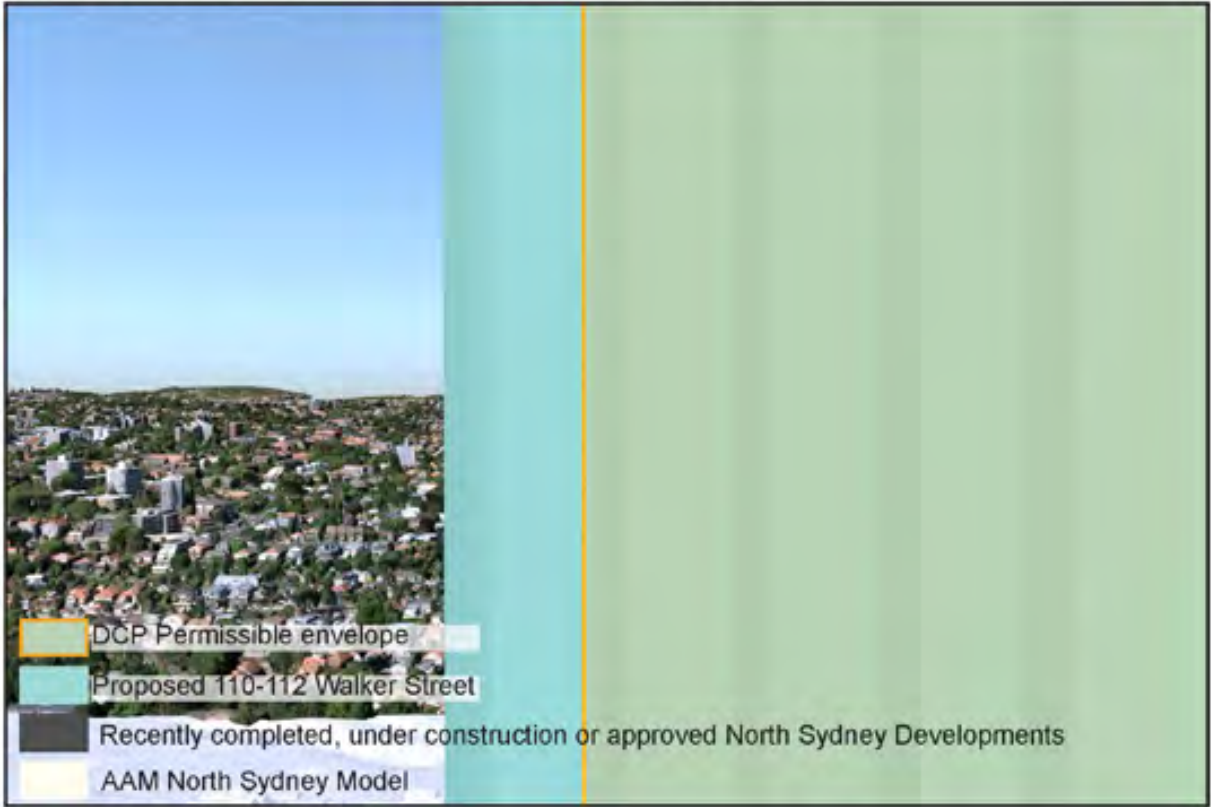 DCP Permissible envelope
Proposed 110-112 Walker Street
Recently completed, under construction or approved North Sydney Developments
AAM North Sydney Model